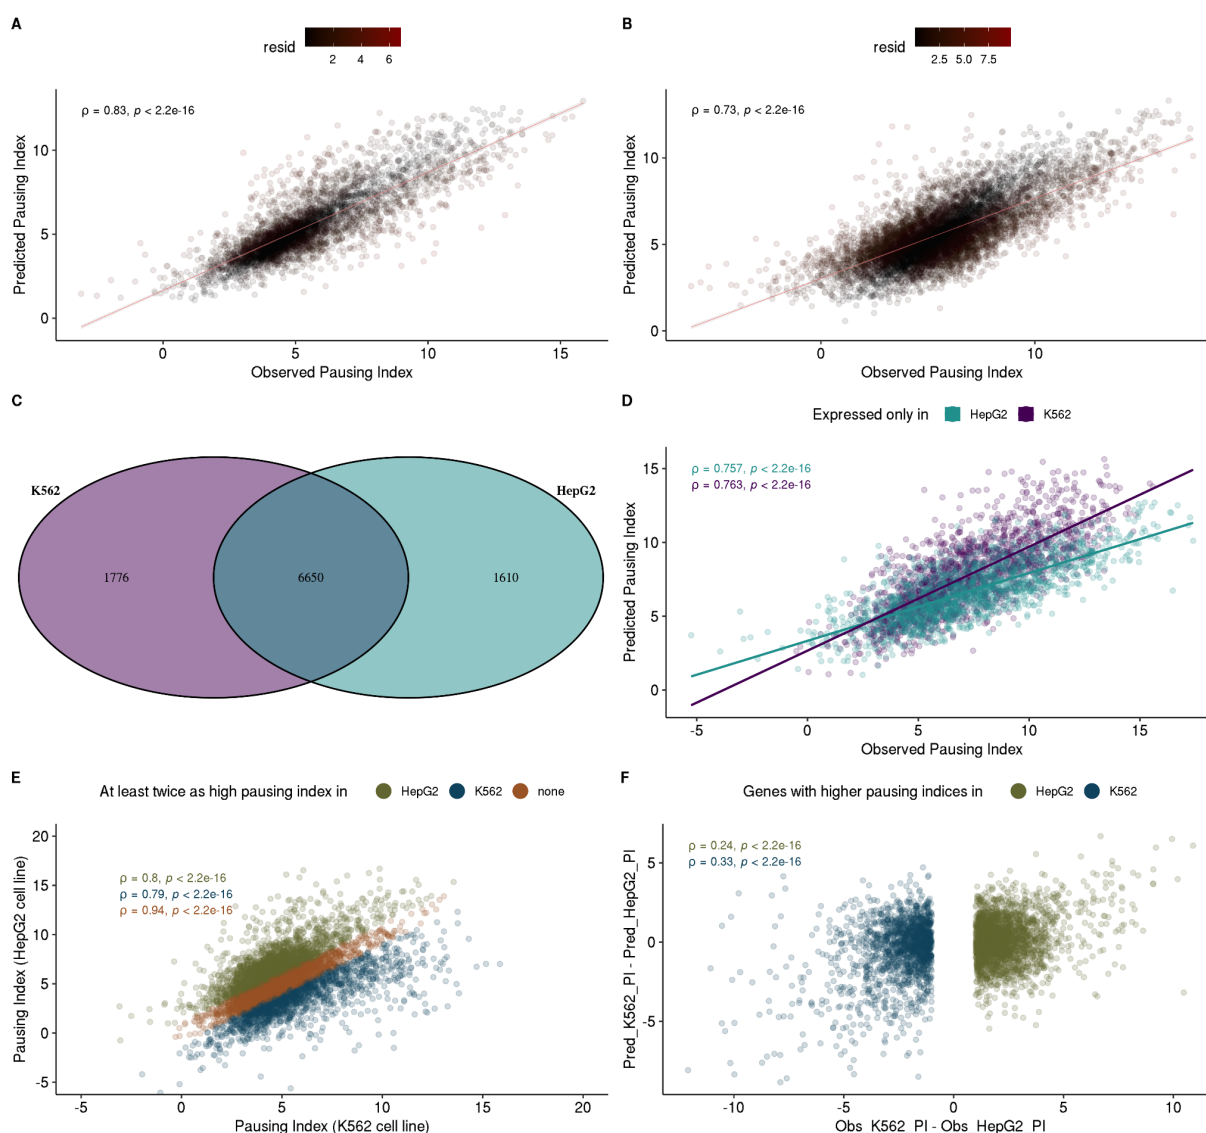 A
resid
2 4 6
ρ = 0.83, p < 2.2e-16
Predicted Pausing Index
10
5
0
0 5 10 15
Observed Pausing Index
B
resid
2.5 5.0 7.5
ρ = 0.73, p < 2.2e-16
Predicted Pausing Index
10
5
0
0 10
Observed Pausing Index
C
K562
HepG2
1776 6650 1610
D
Expressed only in HepG2 K562
ρ = 0.757, p < 2.2e-16
ρ = 0.763, p < 2.2e-16
Predicted Pausing Index
15
10
5
0
-5 0 5 10 15
Observed Pausing Index
E
At least twice as high pausing index in HepG2 K562 none
ρ = 0.8, p < 2.2e-16
ρ = 0.79, p < 2.2e-16
ρ = 0.94, p < 2.2e-16
Pausing Index (HepG2 cell line)
20
15
10
5
0
-5
-5 0 5 10 15 20
Pausing Index (K562 cell line)
F
Genes with higher pausing indices in HepG2 K562
ρ = 0.24, p < 2.2e-16
ρ = 0.33, p < 2.2e-16
Pred_K562_PI - Pred_HepG2_PI
5
0
-5
-10 -5 0 5 10
Obs_K562_PI - Obs_HepG2_PI